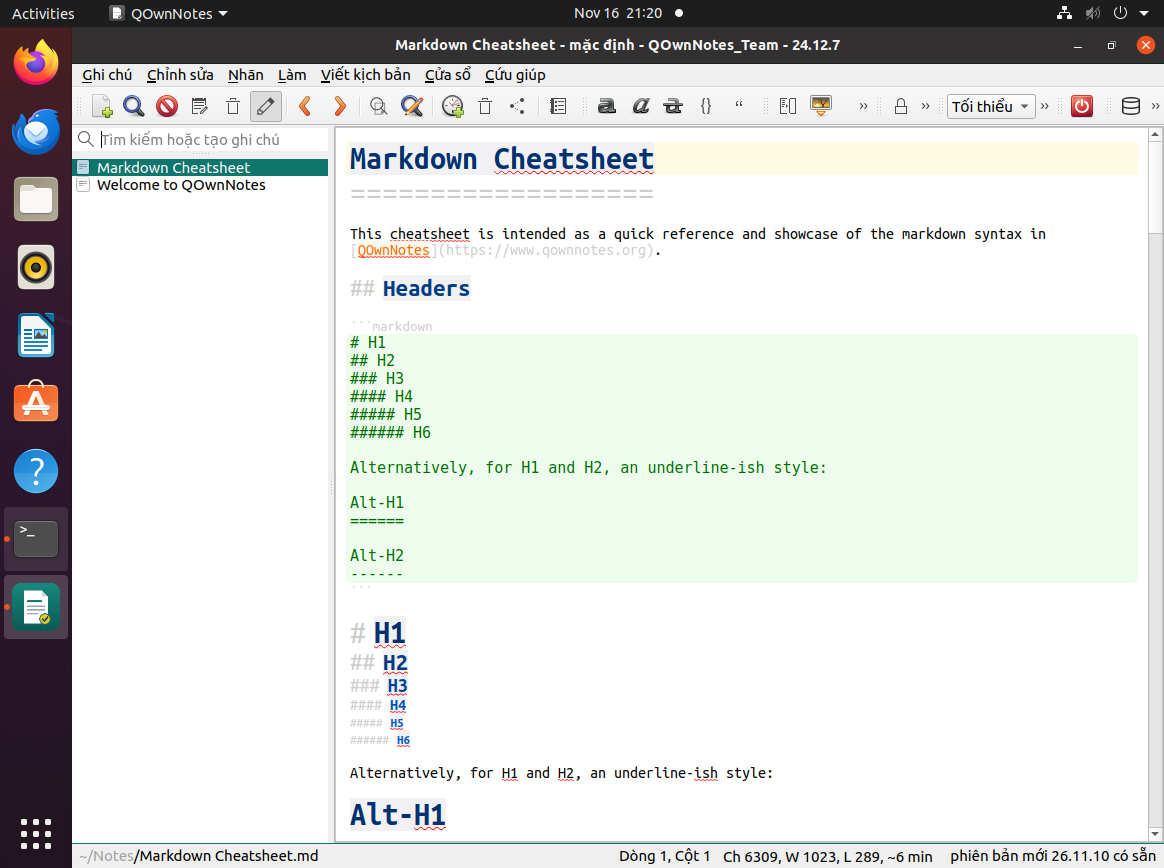 Activities QOwnNotes Nov 16 21:20
Markdown Cheatsheet - mặc định - QOwnNotes_Team - 24.12.7
Ghi chú Chỉnh sửa Nhãn Làm Viết kịch bản Cửa sổ Cứu giúp
Tối thiểu
Tìm kiếm hoặc tạo ghi chú
Markdown Cheatsheet
Welcome to QOwnNotes
Markdown Cheatsheet
===================
This cheatsheet is intended as a quick reference and showcase of the markdown syntax in
[QOwnNotes](https://www.qownnotes.org).
## Headers
```markdown
# H1
## H2
### H3
#### H4
##### H5
###### H6
Alternatively, for H1 and H2, an underline-ish style:
Alt-H1
======
Alt-H2
------
```
# H1
## H2
### H3
#### H4
##### H5
###### H6
Alternatively, for H1 and H2, an underline-ish style:
Alt-H1
~/Notes/Markdown Cheatsheet.md Dòng 1, Cột 1 Ch 6309, W 1023, L 289, ~6 min phiên bản mới 26.11.10 có sẵn